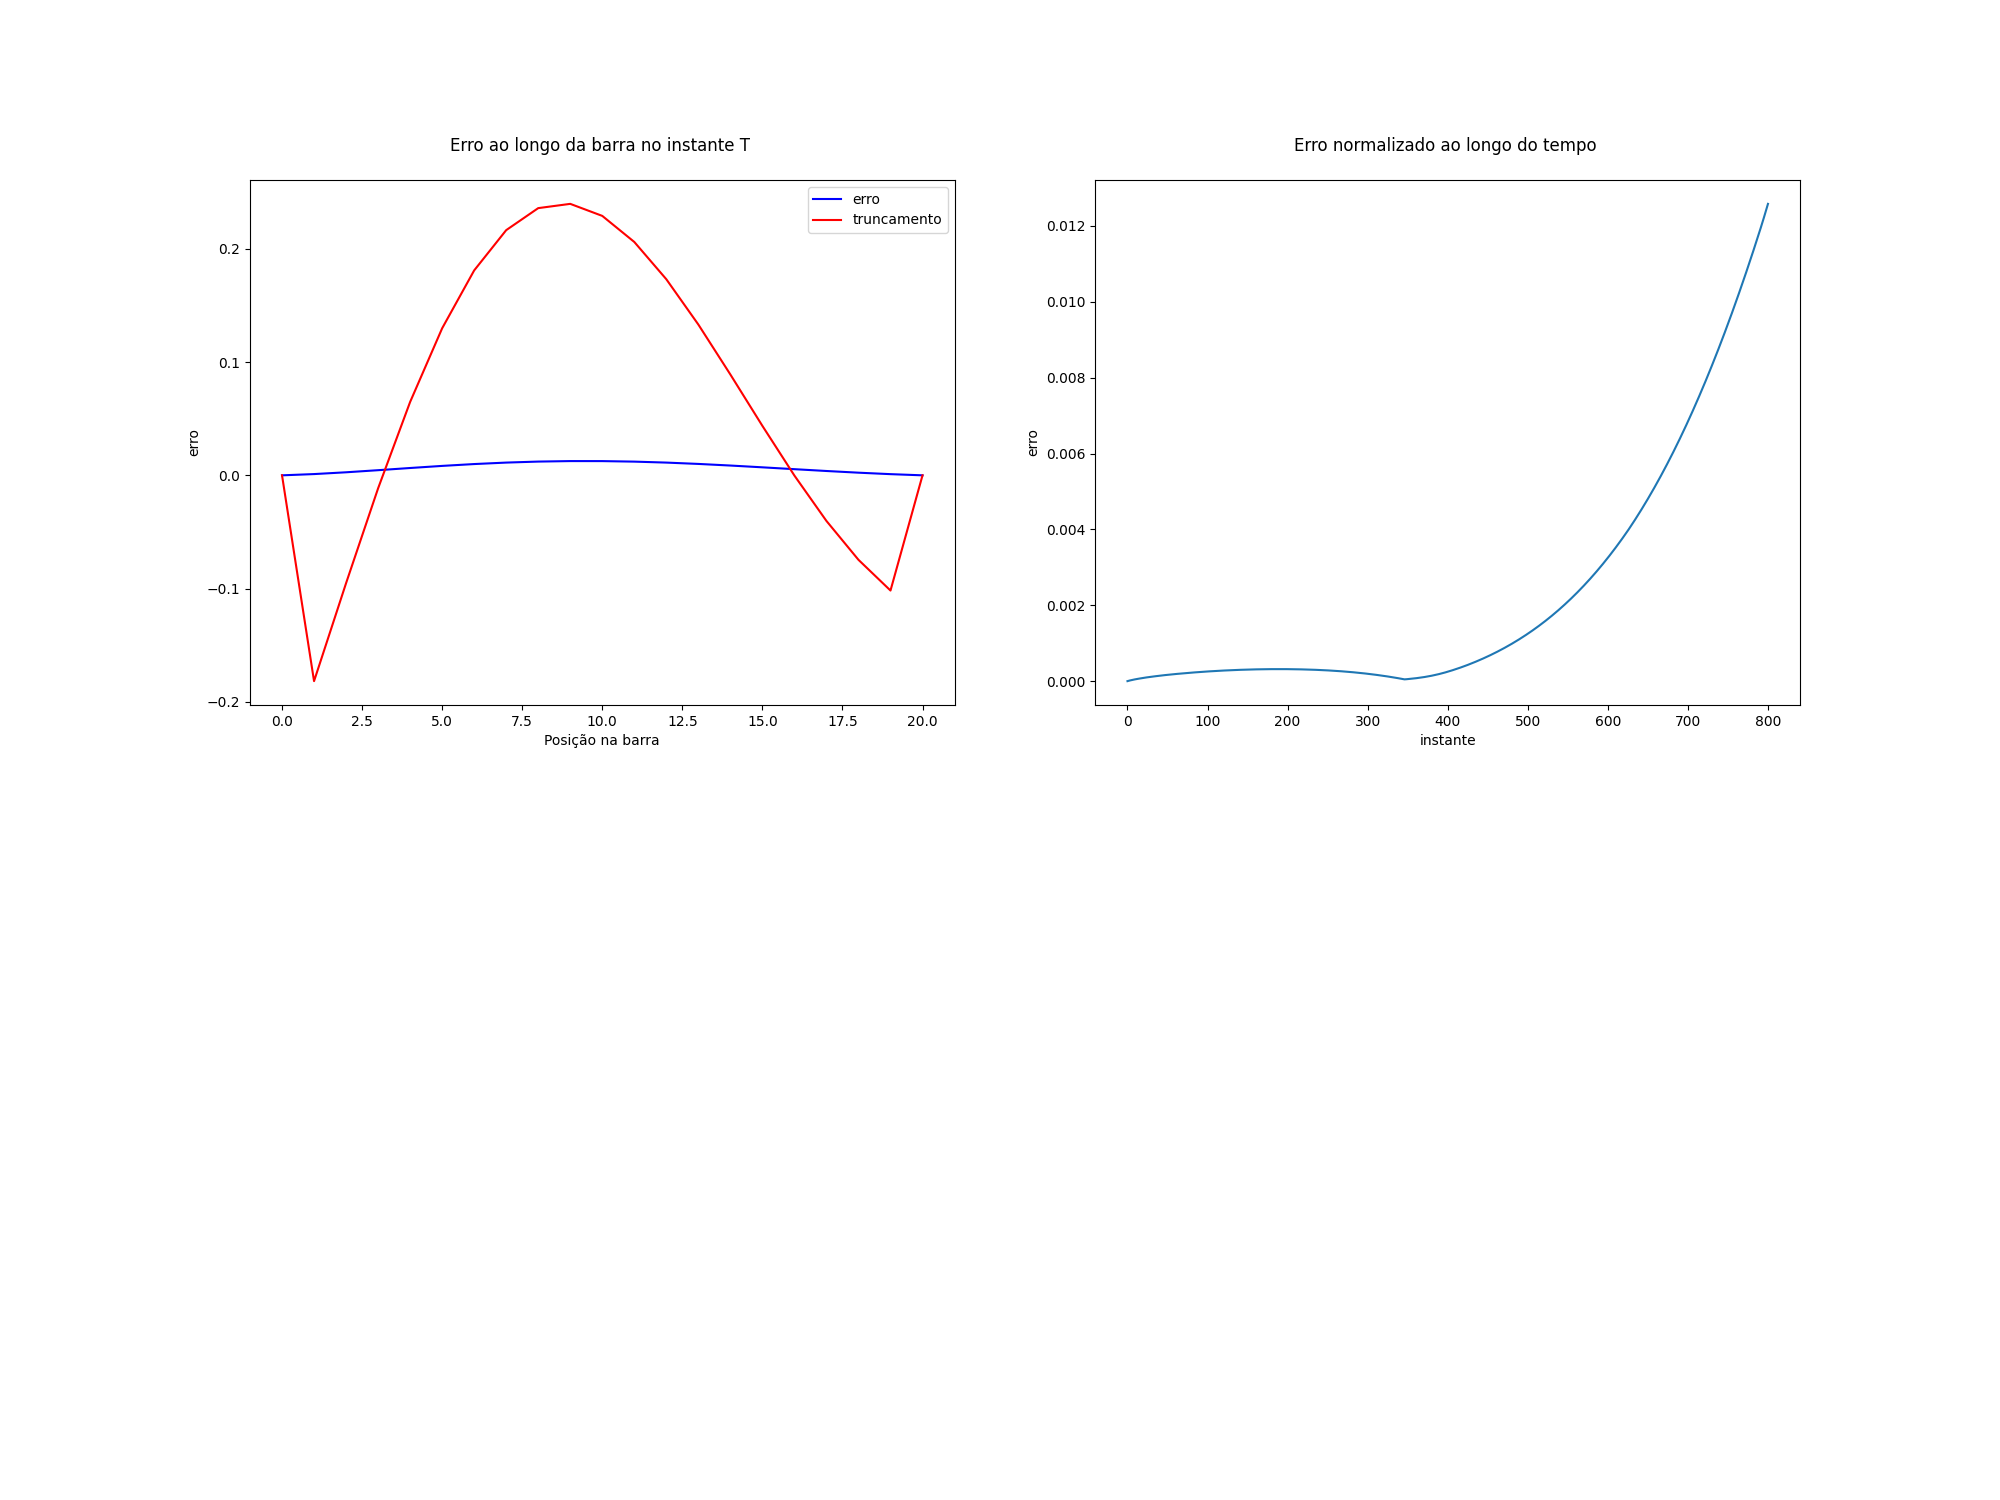 Erro ao longo da barra no instante T
erro
truncamento
0.2
0.1
0.0
−0.1
−0.2
erro
0.0 2.5 5.0 7.5 10.0 12.5 15.0 17.5 20.0
Posição na barra
Erro normalizado ao longo do tempo
0.012
0.010
0.008
0.006
0.004
0.002
0.000
erro
0 100 200 300 400 500 600 700 800
instante